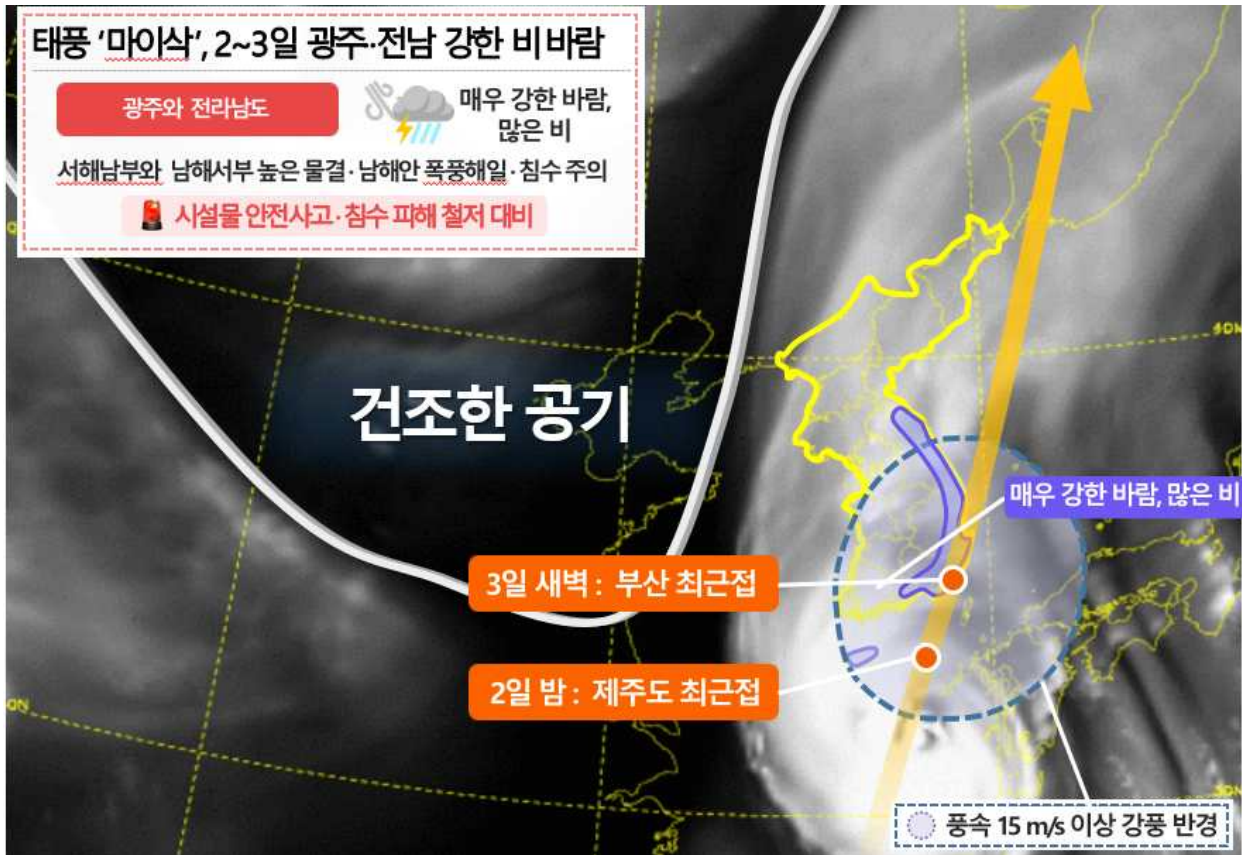 태풍 ‘마이삭’, 2~3일 광주·전남 강한 비바람
광주와 전라남도
매우 강한 바람,
많은 비
서해남부와 남해서부 높은 물결·남해안 폭풍해일·침수 주의
시설물 안전사고·침수 피해 철저 대비
건조한 공기
매우 강한 바람, 많은 비
3일 새벽 : 부산 최근접
2일 밤 : 제주도 최근접
풍속 15 m/s 이상 강풍 반경